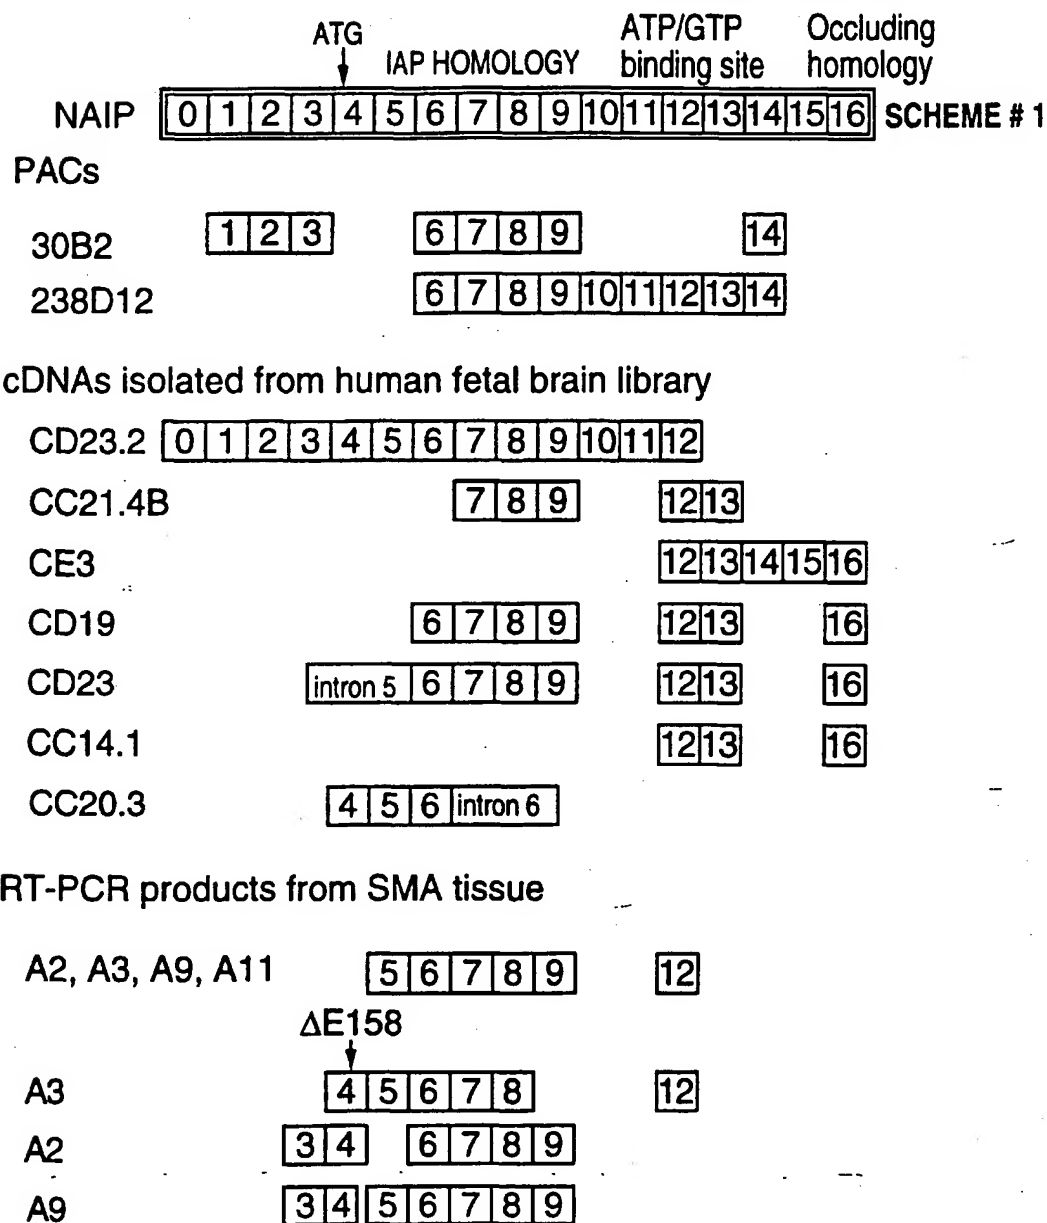 ATG
IAP HOMOLOGY
ATP/GTP
binding site
Occluding
homology
NAIP 0 1 2 3 4 5 6 7 8 9 10 11 12 13 14 15 16 SCHEME # 1
PACs
30B2 1 2 3 6 7 8 9 14
238D12 6 7 8 9 10 11 12 13 14
cDNAs isolated from human fetal brain library
CD23.2 0 1 2 3 4 5 6 7 8 9 10 11 12
CC21.4B 7 8 9 12 13
CE3 12 13 14 15 16
CD19 6 7 8 9 12 13 16
CD23 intron 5 6 7 8 9 12 13 16
CC14.1 12 13 16
CC20.3 4 5 6 intron 6
RT-PCR products from SMA tissue
A2, A3, A9, A11 5 6 7 8 9 12
ΔE158
A3 4 5 6 7 8 12
A2 3 4 6 7 8 9
A9 3 4 5 6 7 8 9